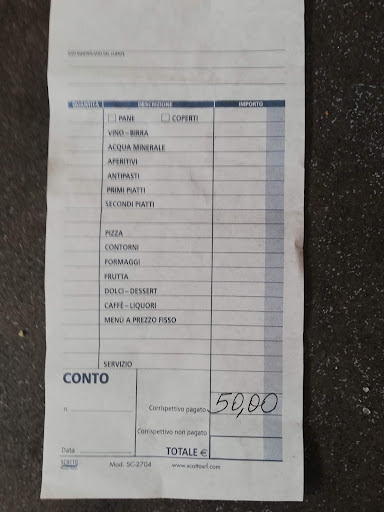 QUANTITÀ DESCRIZIONE IMPORTO
PANE COPERTI
VINO - BIRRA
ACQUA MINERALE
APERITIVI
ANTIPASTI
PRIMI PIATTI
SECONDI PIATTI
PIZZA
CONTORNI
FORMAGGI
FRUTTA
DOLCI - DESSERT
CAFFÈ - LIQUORI
MENÙ A PREZZO FISSO
SERVIZIO
CONTO
n.
Corrispettivo pagato 50,00
Corrispettivo non pagato
Data
TOTALE €
Mod. SC-2704